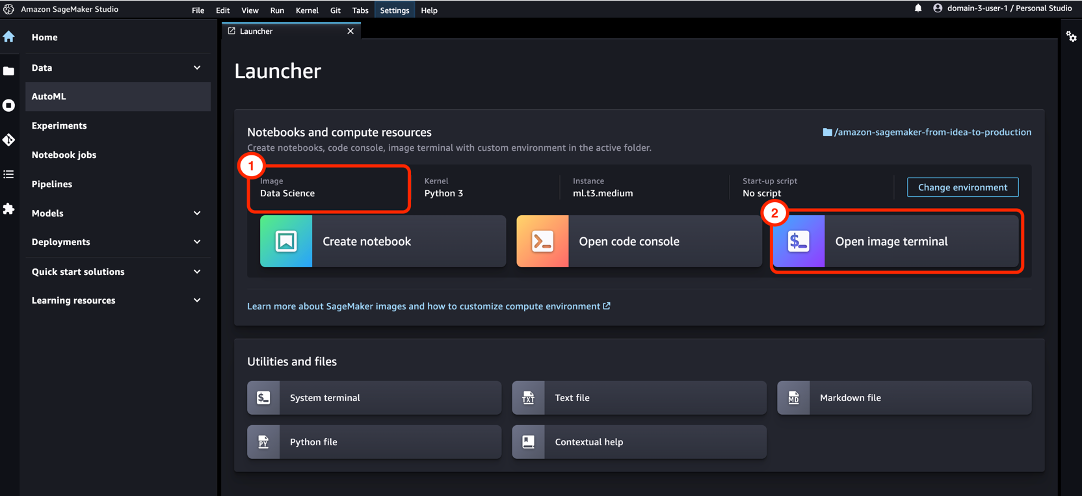 Amazon SageMaker Studio
File Edit View Run Kernel Git Tabs Settings Help
domain-3-user-1 / Personal Studio
Home
Data
AutoML
Experiments
Notebook jobs
Pipelines
Models
Deployments
Quick start solutions
Learning resources
Launcher
Launcher
Notebooks and compute resources
/amazon-sagemaker-from-idea-to-production
Create notebooks, code console, image terminal with custom environment in the active folder.
1
Image
Data Science
Kernel
Python 3
Instance
ml.t3.medium
Start-up script
No script
Change environment
2
Create notebook
Open code console
$_
Open image terminal
Learn more about SageMaker images and how to customize compute environment
Utilities and files
$_
System terminal
TXT
Text file
MD
Markdown file
PY
Python file
Contextual help